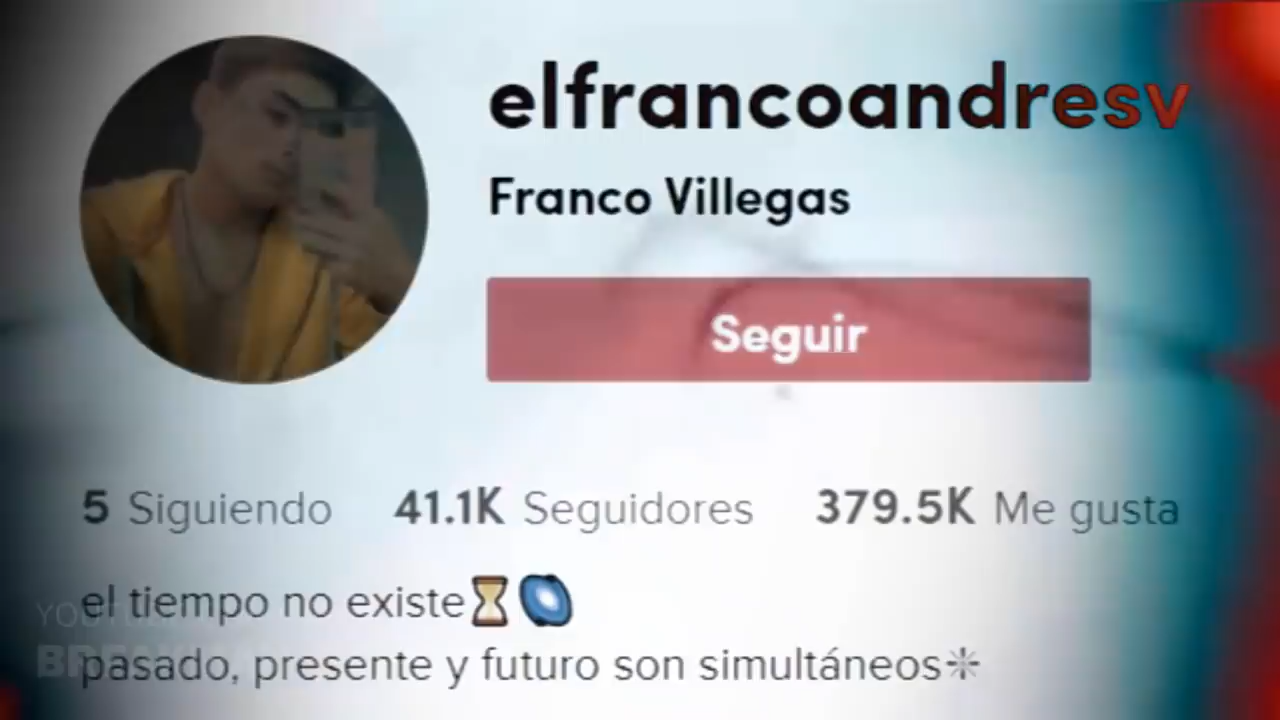 elfrancoandresv
Franco Villegas
Seguir
5 Siguiendo 41.1K Seguidores 379.5K Me gusta
el tiempo no existe⏳🌀
pasado, presente y futuro son simultáneos✳